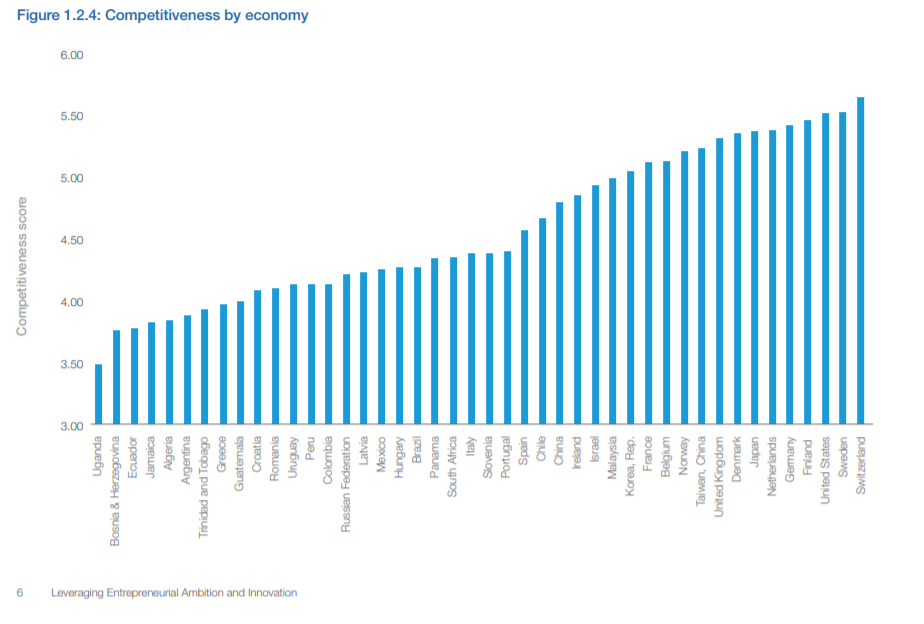 Figure 1.2.4: Competitiveness by economy
6.00
5.50
5.00
4.50
4.00
3.50
3.00
Competitiveness score
Uganda
Bosnia & Herzegovina
Ecuador
Jamaica
Algeria
Argentina
Trinidad and Tobago
Greece
Guatemala
Croatia
Romania
Uruguay
Peru
Colombia
Russian Federation
Latvia
Mexico
Hungary
Brazil
Panama
South Africa
Italy
Slovenia
Portugal
Spain
Chile
China
Ireland
Israel
Malaysia
Korea, Rep.
France
Belgium
Norway
Taiwan, China
United Kingdom
Denmark
Japan
Netherlands
Germany
Finland
United States
Sweden
Switzerland
6 Leveraging Entrepreneurial Ambition and Innovation